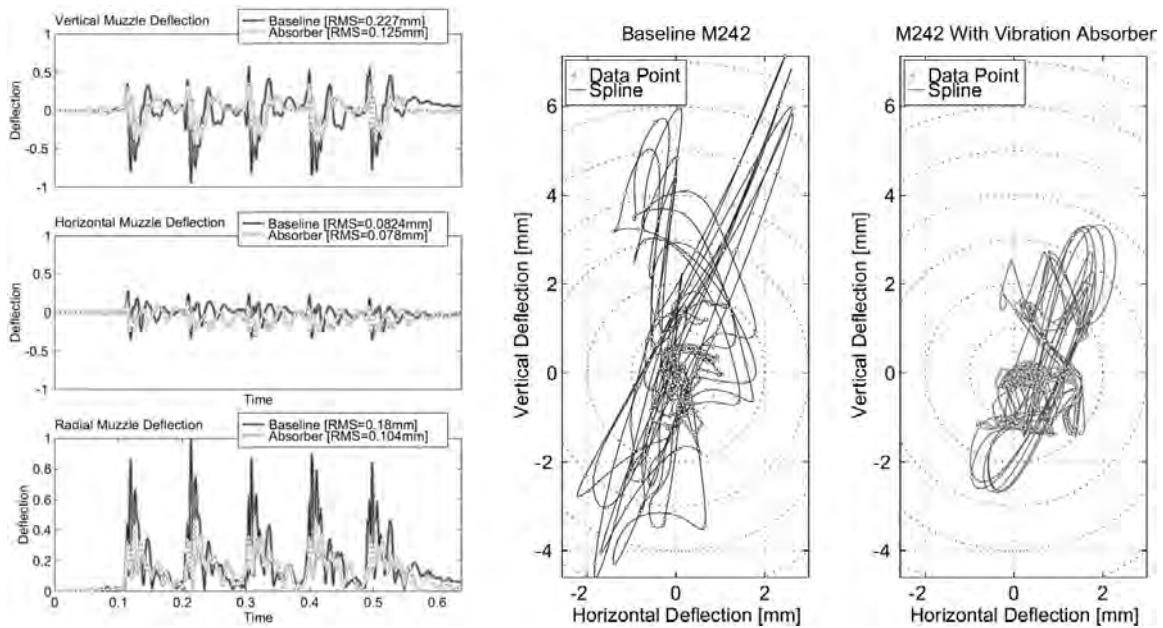 Vertical Muzzle Deflection
Baseline [RMS=0.227mm]
Absorber [RMS=0.125mm]
1
0.5
0
-0.5
-1
Deflection
Horizontal Muzzle Deflection
Baseline [RMS=0.0824mm]
Absorber [RMS=0.078mm]
1
0.5
0
-0.5
-1
Deflection
Time
Radial Muzzle Deflection
Baseline [RMS=0.18mm]
Absorber [RMS=0.104mm]
1
0.8
0.6
0.4
0.2
0
Deflection
0 0.1 0.2 0.3 0.4 0.5 0.6
Time
Baseline M242
Data Point
Spline
6
4
2
0
-2
-4
Vertical Deflection [mm]
-2 0 2
Horizontal Deflection [mm]
M242 With Vibration Absorber
Data Point
Spline
6
4
2
0
-2
-4
Vertical Deflection [mm]
-2 0 2
Horizontal Deflection [mm]